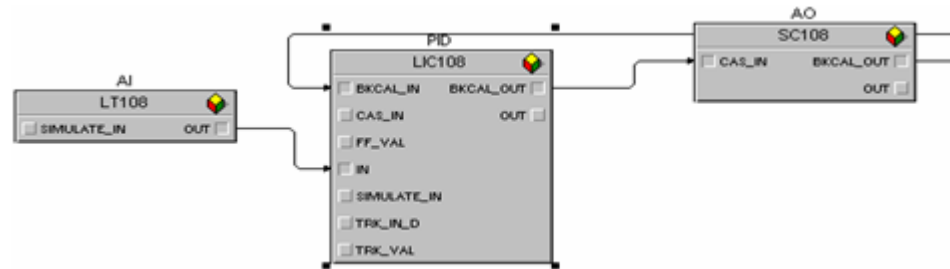 AI
LT108
SIMULATE_IN OUT
PID
LIC108
BKCAL_IN BKCAL_OUT
CAS_IN OUT
FF_VAL
IN
SIMULATE_IN
TRK_IN_D
TRK_VAL
AO
SC108
CAS_IN BKCAL_OUT
OUT